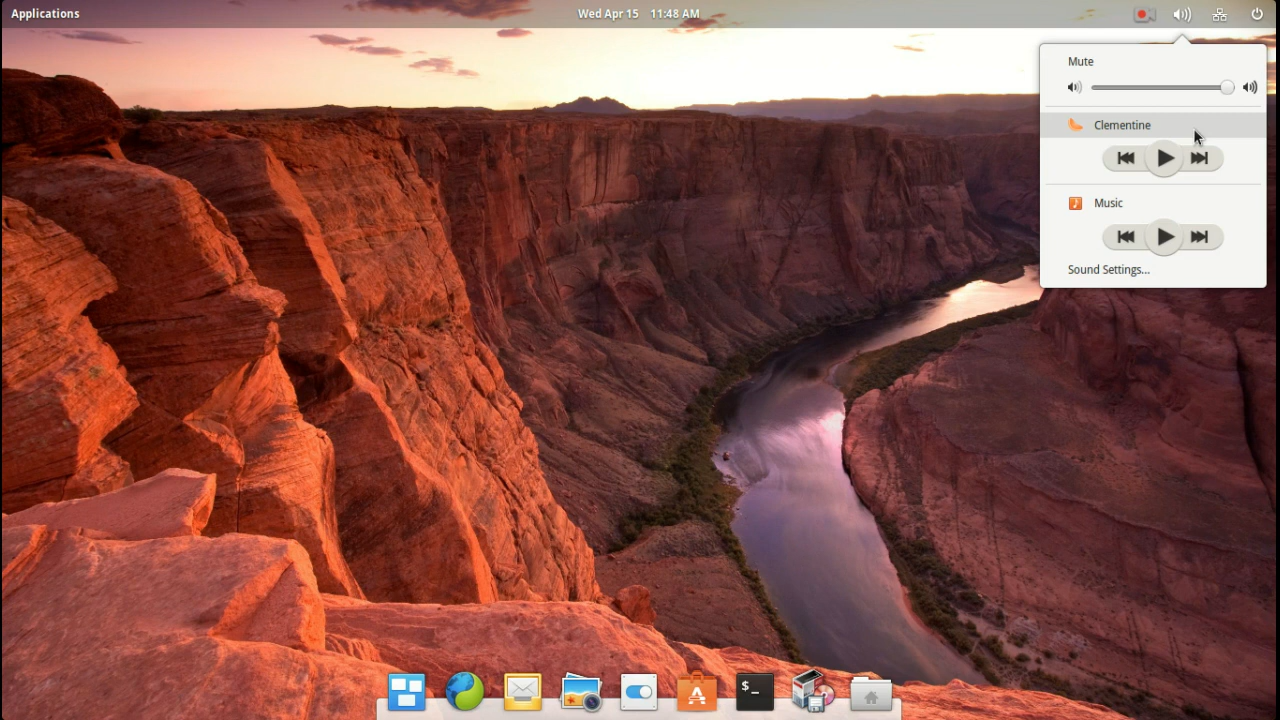 Applications
Wed Apr 15 11:48 AM
Mute
Clementine
Music
Sound Settings...
$_